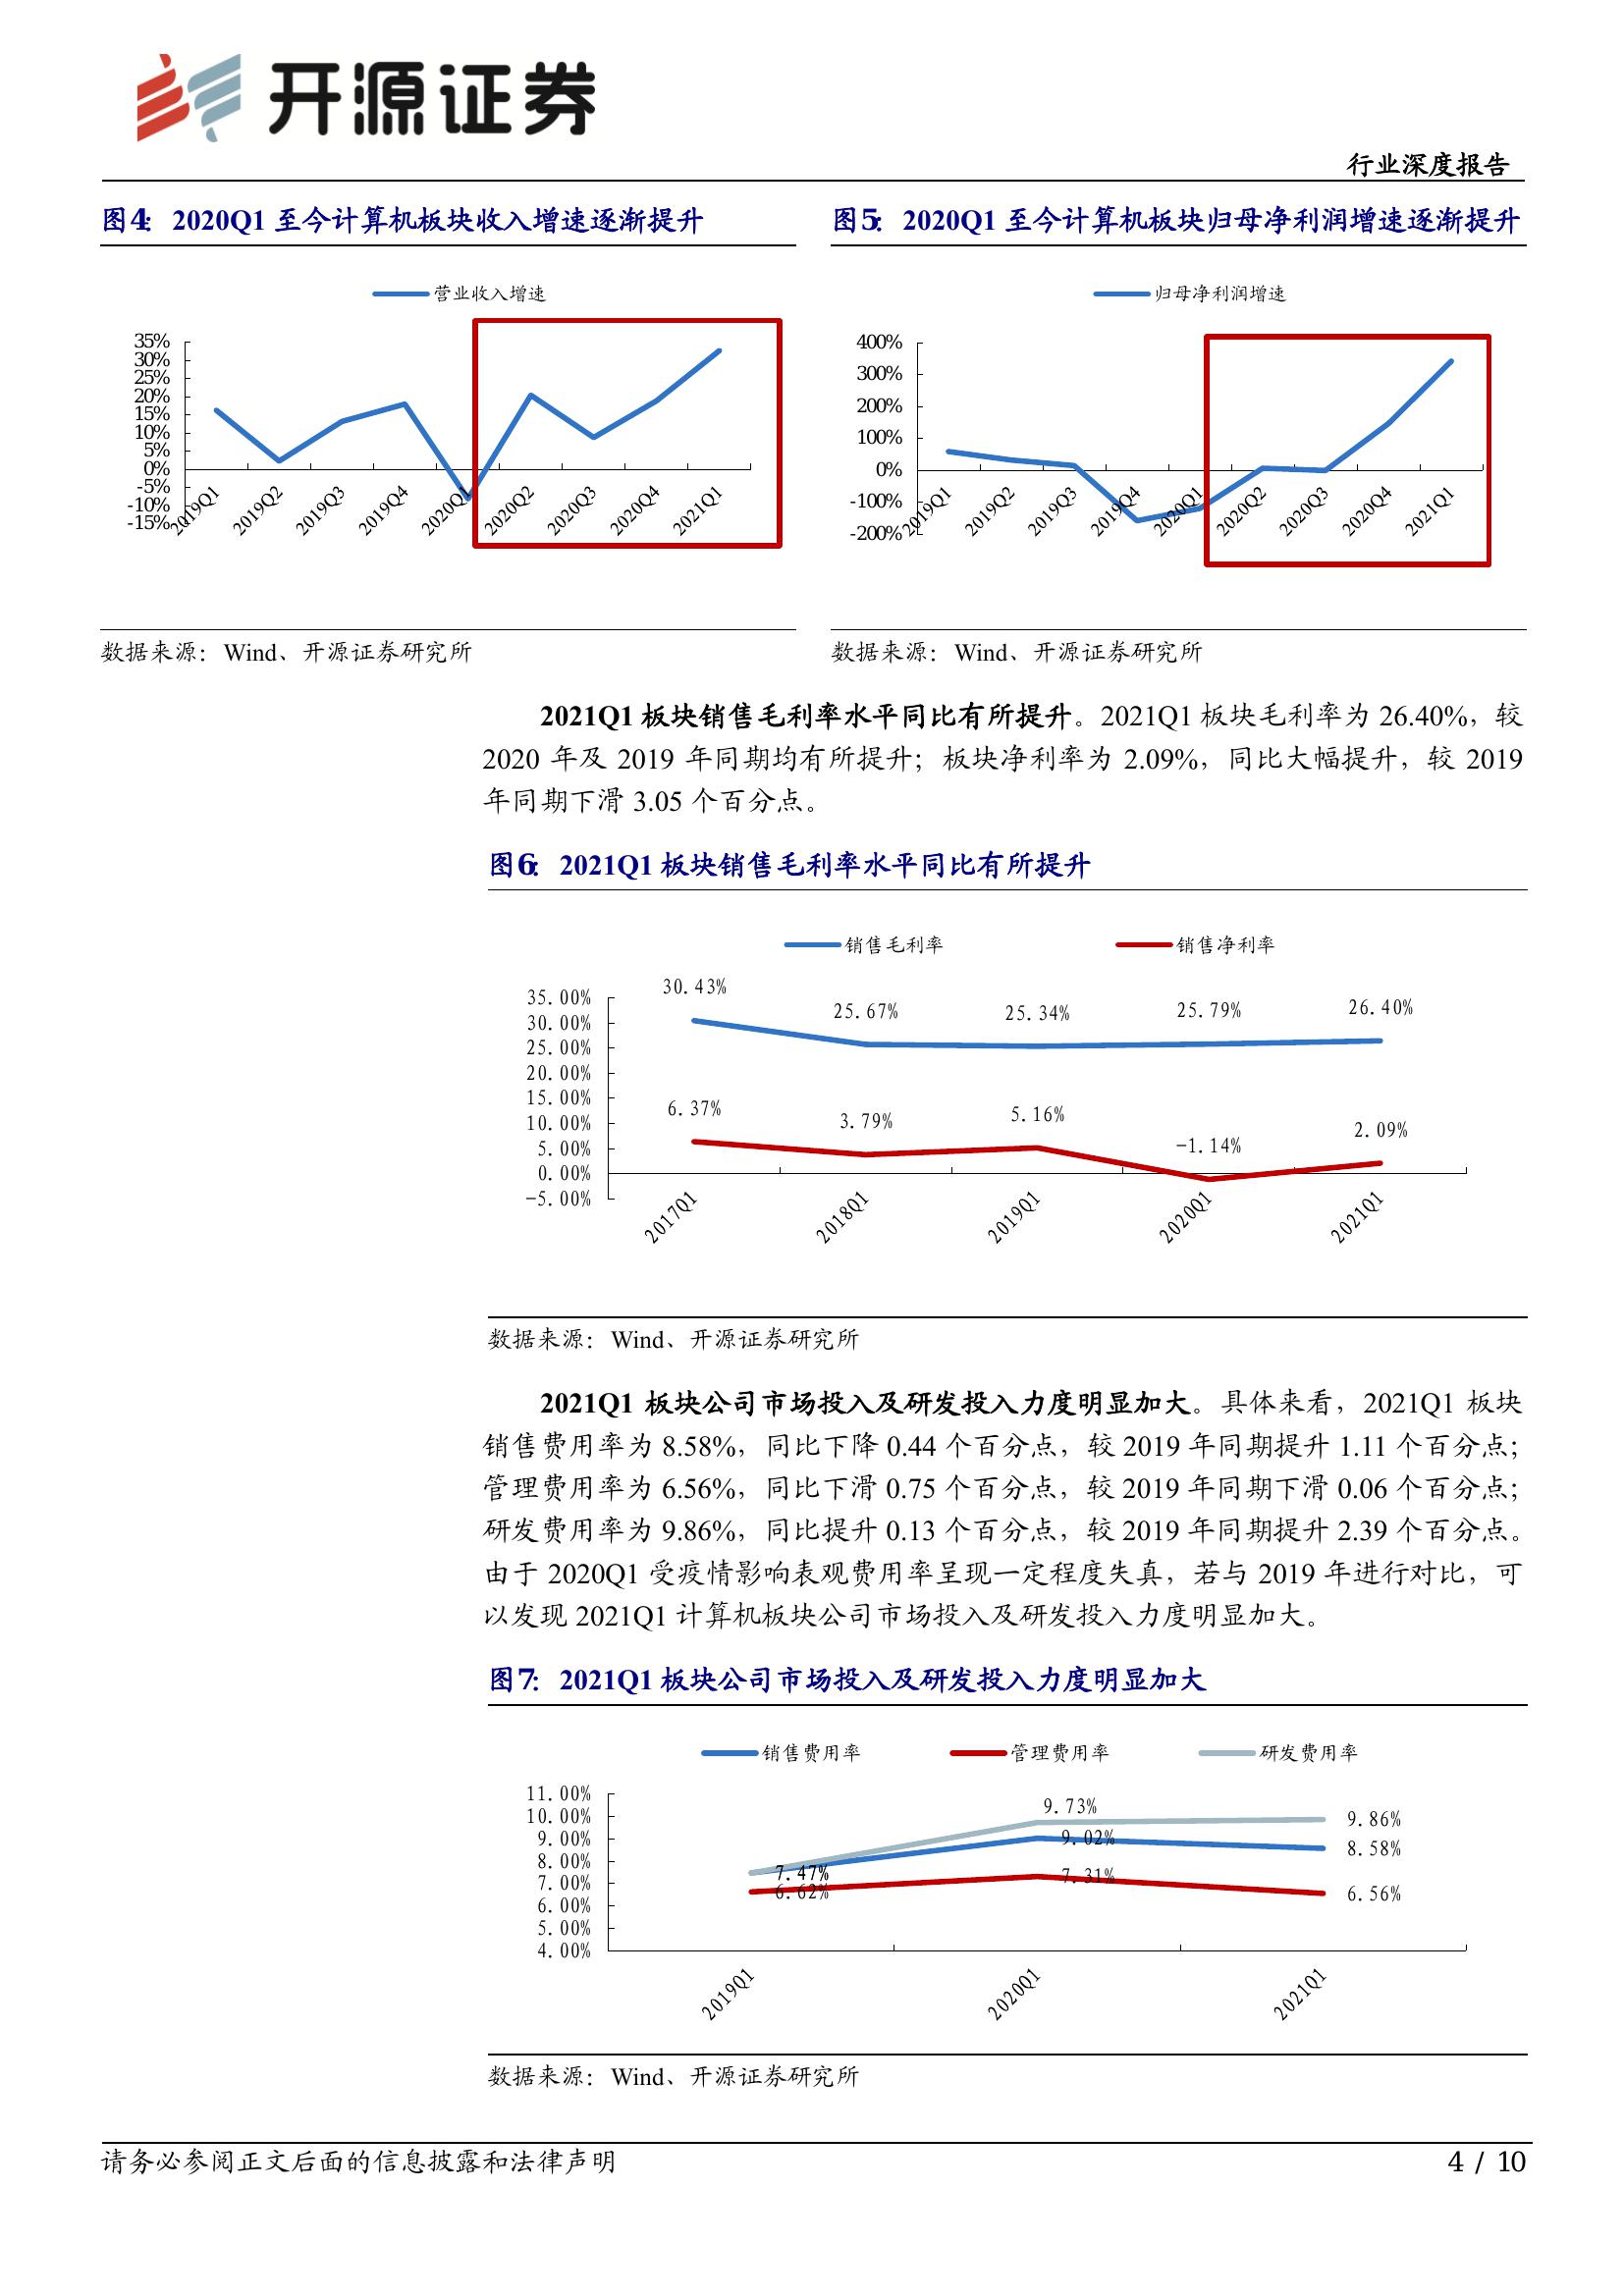 开源证券
行业深度报告
图4： 2020Q1 至今计算机板块收入增速逐渐提升
营业收入增速
35%
30%
25%
20%
15%
10%
5%
0%
-5%
-10%
-15%
2019Q1
2019Q2
2019Q3
2019Q4
2020Q1
2020Q2
2020Q3
2020Q4
2021Q1
数据来源：Wind、开源证券研究所
图5： 2020Q1 至今计算机板块归母净利润增速逐渐提升
归母净利润增速
400%
300%
200%
100%
0%
-100%
-200%
2019Q1
2019Q2
2019Q3
2019Q4
2020Q1
2020Q2
2020Q3
2020Q4
2021Q1
数据来源：Wind、开源证券研究所
2021Q1 板块销售毛利率水平同比有所提升。2021Q1 板块毛利率为 26.40%，较
2020 年及 2019 年同期均有所提升；板块净利率为 2.09%，同比大幅提升，较 2019
年同期下滑 3.05 个百分点。
图6： 2021Q1 板块销售毛利率水平同比有所提升
销售毛利率 销售净利率
35.00%
30.00%
25.00%
20.00%
15.00%
10.00%
5.00%
0.00%
-5.00%
30.43% 25.67% 25.34% 25.79% 26.40%
6.37% 3.79% 5.16% -1.14% 2.09%
2017Q1 2018Q1 2019Q1 2020Q1 2021Q1
数据来源：Wind、开源证券研究所
2021Q1 板块公司市场投入及研发投入力度明显加大。具体来看，2021Q1 板块
销售费用率为 8.58%，同比下降 0.44 个百分点，较 2019 年同期提升 1.11 个百分点；
管理费用率为 6.56%，同比下滑 0.75 个百分点，较 2019 年同期下滑 0.06 个百分点；
研发费用率为 9.86%，同比提升 0.13 个百分点，较 2019 年同期提升 2.39 个百分点。
由于 2020Q1 受疫情影响表观费用率呈现一定程度失真，若与 2019 年进行对比，可
以发现 2021Q1 计算机板块公司市场投入及研发投入力度明显加大。
图7： 2021Q1 板块公司市场投入及研发投入力度明显加大
销售费用率 管理费用率 研发费用率
11.00%
10.00%
9.00%
8.00%
7.00%
6.00%
5.00%
4.00%
9.73% 9.86%
7.47% 9.02% 8.58%
6.62% 7.31% 6.56%
2019Q1 2020Q1 2021Q1
数据来源：Wind、开源证券研究所
请务必参阅正文后面的信息披露和法律声明
4 / 10